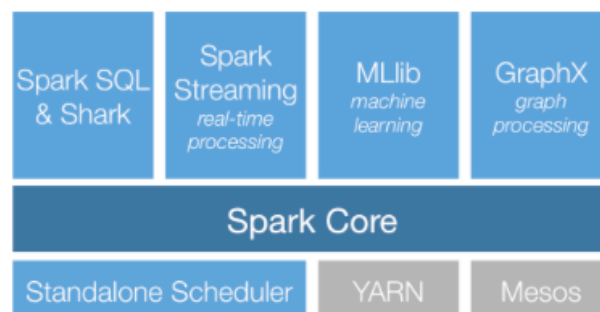 Spark SQL
& Shark
Spark
Streaming
real-time
processing
MLlib
machine
learning
GraphX
graph
processing
Spark Core
Standalone Scheduler
YARN
Mesos